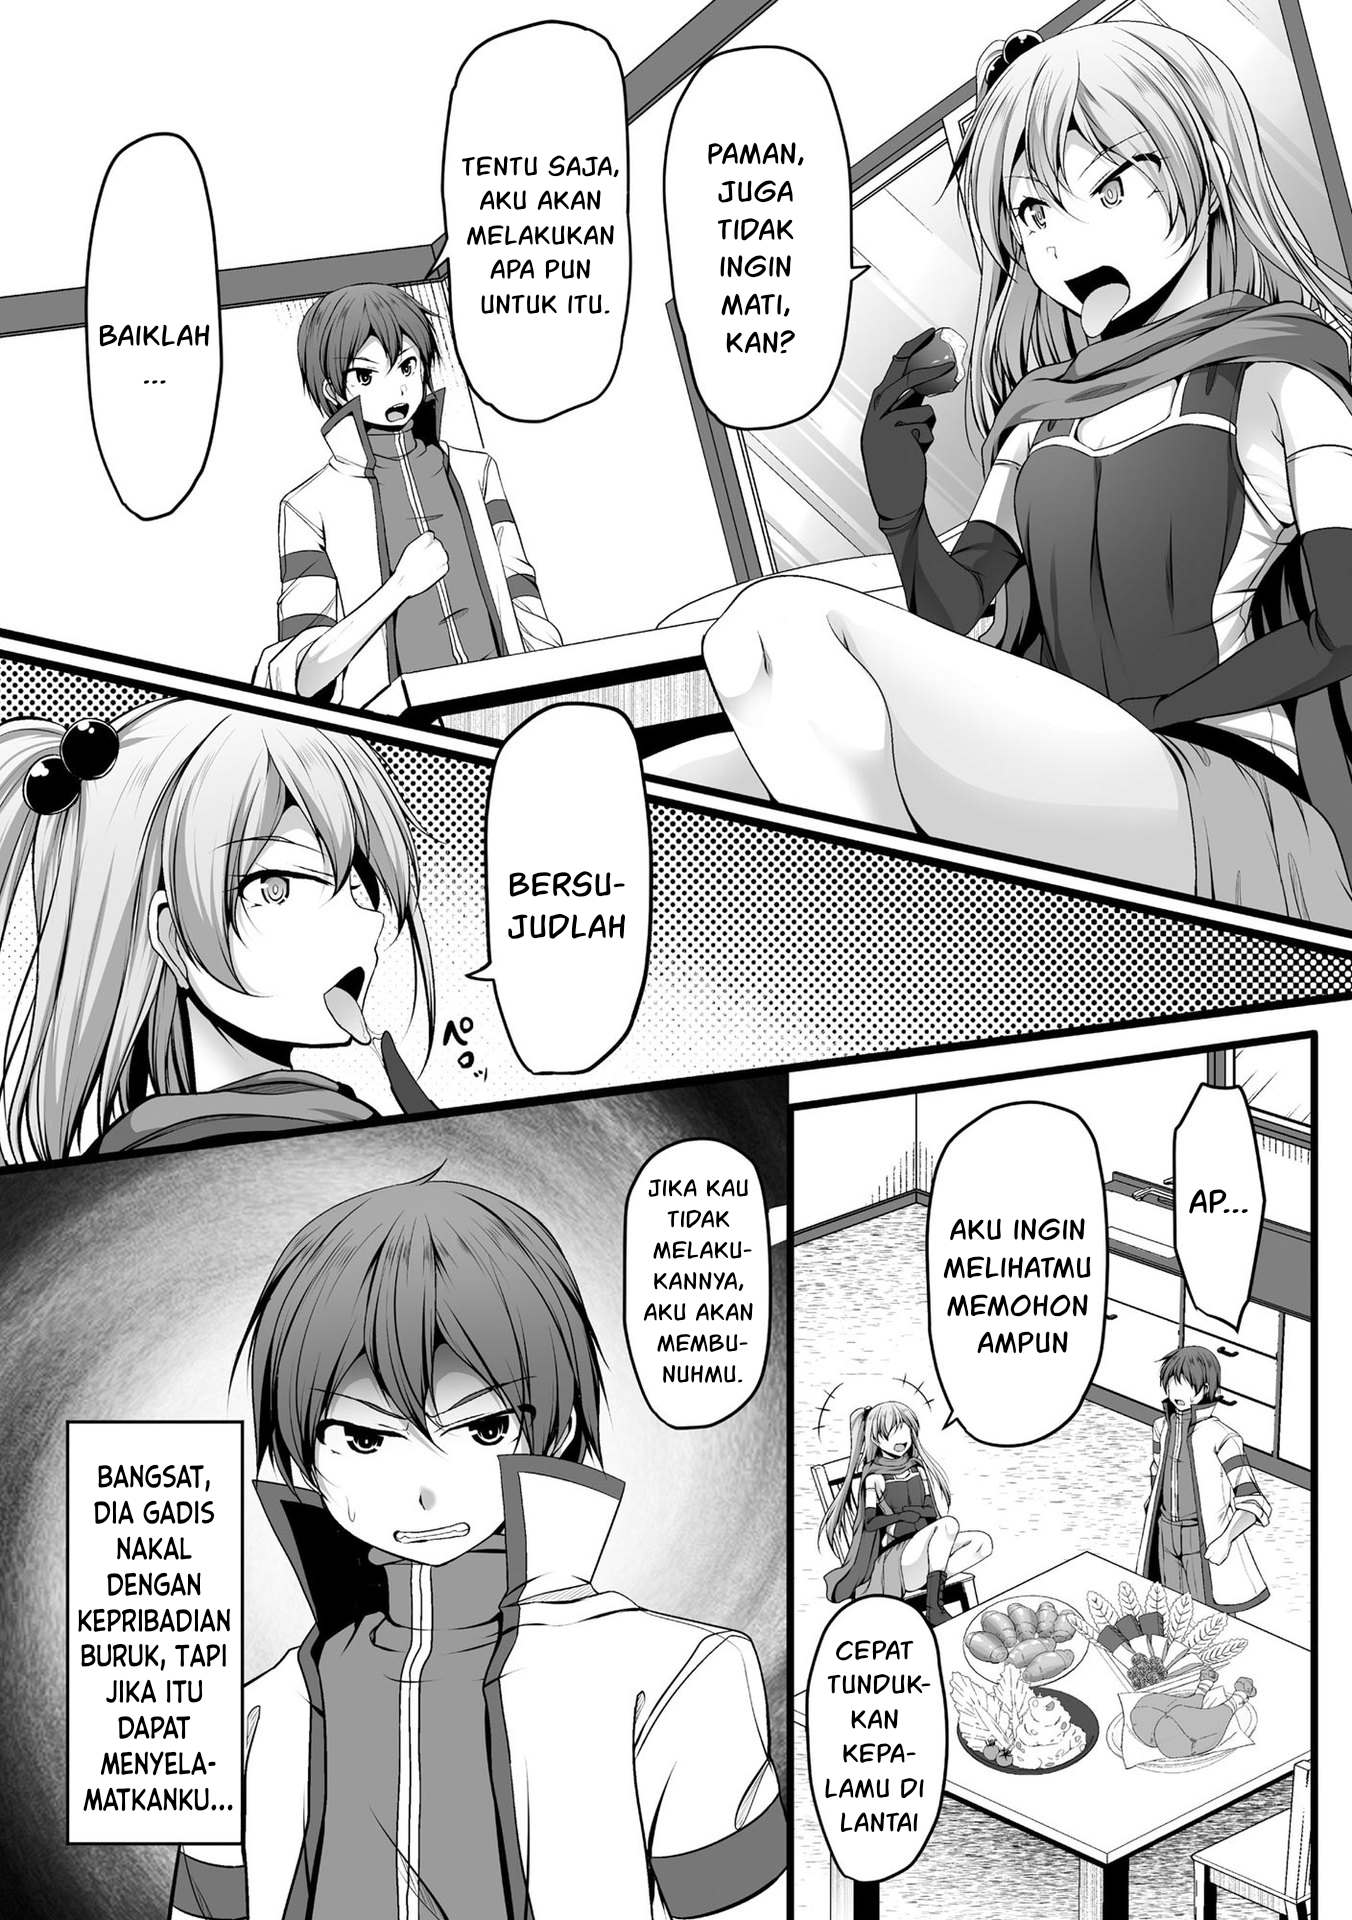 PAMAN,
JUGA
TIDAK
INGIN
MATI,
KAN?
TENTU SAJA,
AKU AKAN
MELAKUKAN
APA PUN
UNTUK ITU.
BAIKLAH
...
BERSU-
JUDLAH
ペロッ
AP...
AKU INGIN
MELIHATMU
MEMOHON
AMPUN
CEPAT
TUNDUK-
KAN
KEPA-
LAMU DI
LANTAI
JIKA KAU
TIDAK
MELAKU-
KANNYA,
AKU AKAN
MEMBU-
NUHMU.
BANGSAT,
DIA GADIS
NAKAL
DENGAN
KEPRIBADIAN
BURUK, TAPI
JIKA ITU
DAPAT
MENYELA-
MATKANKU...